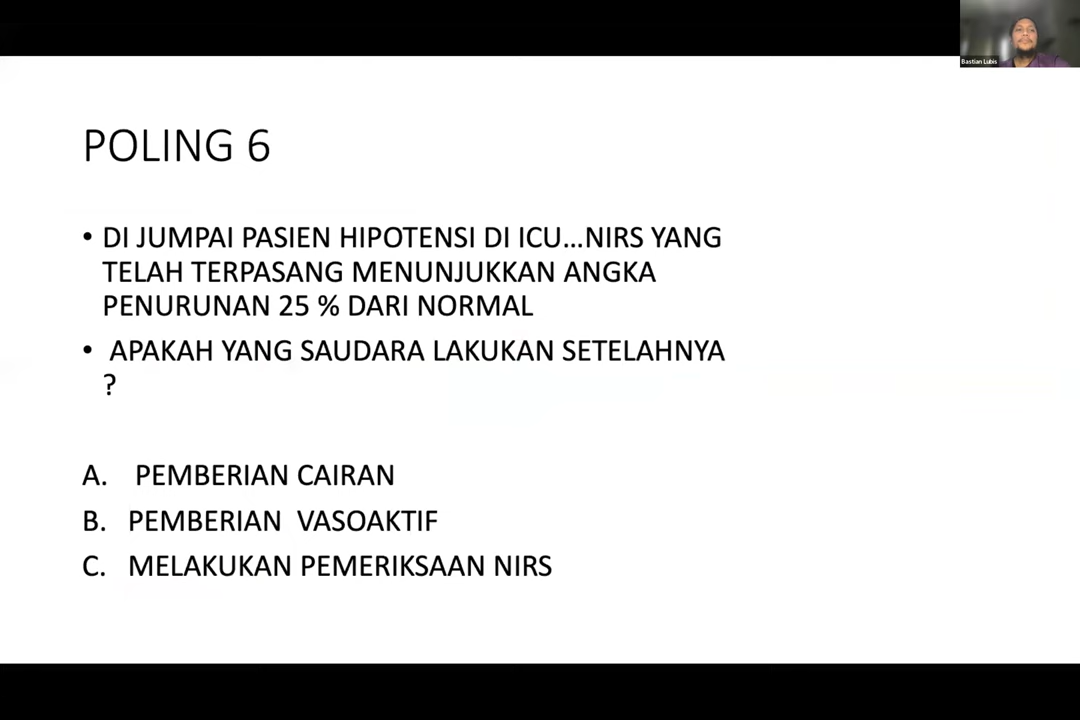 Bastian Lubis
POLING 6
• DI JUMPAI PASIEN HIPOTENSI DI ICU...NIRS YANG
TELAH TERPASANG MENUNJUKKAN ANGKA
PENURUNAN 25 % DARI NORMAL
• APAKAH YANG SAUDARA LAKUKAN SETELAHNYA
?
A. PEMBERIAN CAIRAN
B. PEMBERIAN VASOAKTIF
C. MELAKUKAN PEMERIKSAAN NIRS